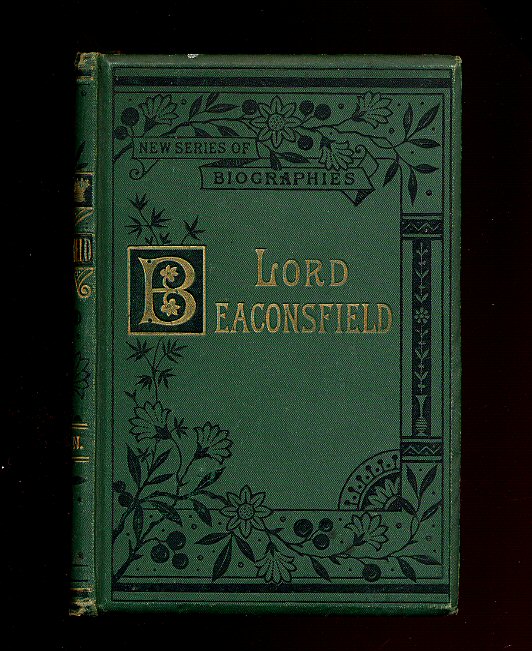 NEW SERIES OF
BIOGRAPHIES
LORD
BEACONSFIELD